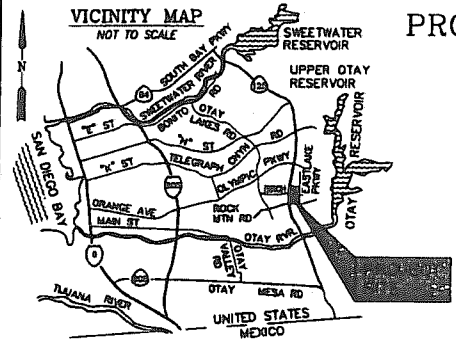 VICINITY MAP
NOT TO SCALE
PRO
N
SWEETWATER
RESERVOIR
UPPER OTAY
RESERVOIR
SOUTH BAY PKWY
54
SWEETWATER RIVER
125
BONITO RD
OTAY
LAKES RD
"E" ST
"H" ST
"K" ST
TELEGRAPH CNYN RD
OLYMPIC PKWY
BIRCH
EASTLAKE
PKWY
OTAY RESERVOIR
SAN DIEGO BAY
805
ORANGE AVE
MAIN ST
ROCK
MTN RD
OTAY RVR
OTAY
VALLEY
RD
5
905
OTAY MESA RD
TIJUANA RIVER
UNITED STATES
MEXICO